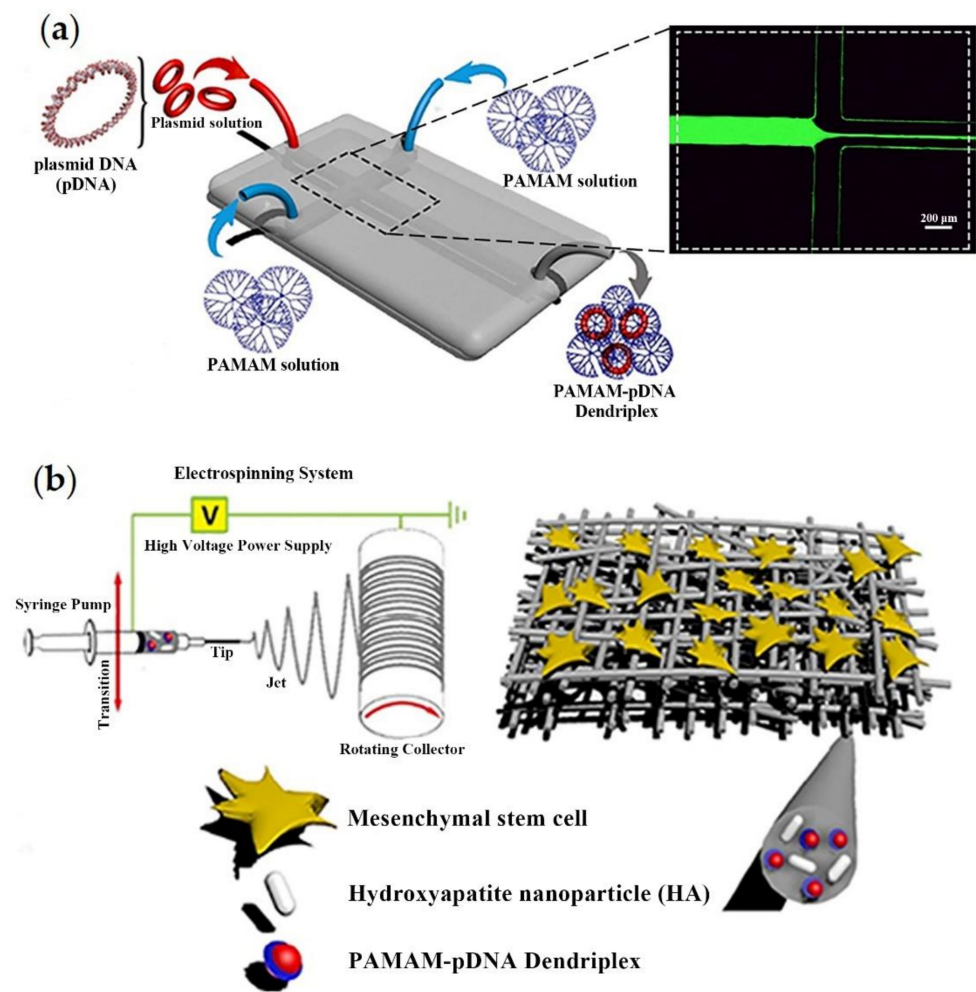 (a)
Plasmid solution
plasmid DNA
(pDNA)
PAMAM solution
200 µm
PAMAM solution
PAMAM-pDNA
Dendriplex
(b)
Electrospinning System
V
High Voltage Power Supply
Syringe Pump
Tip
Transition
Jet
Rotating Collector
Mesenchymal stem cell
Hydroxyapatite nanoparticle (HA)
PAMAM-pDNA Dendriplex